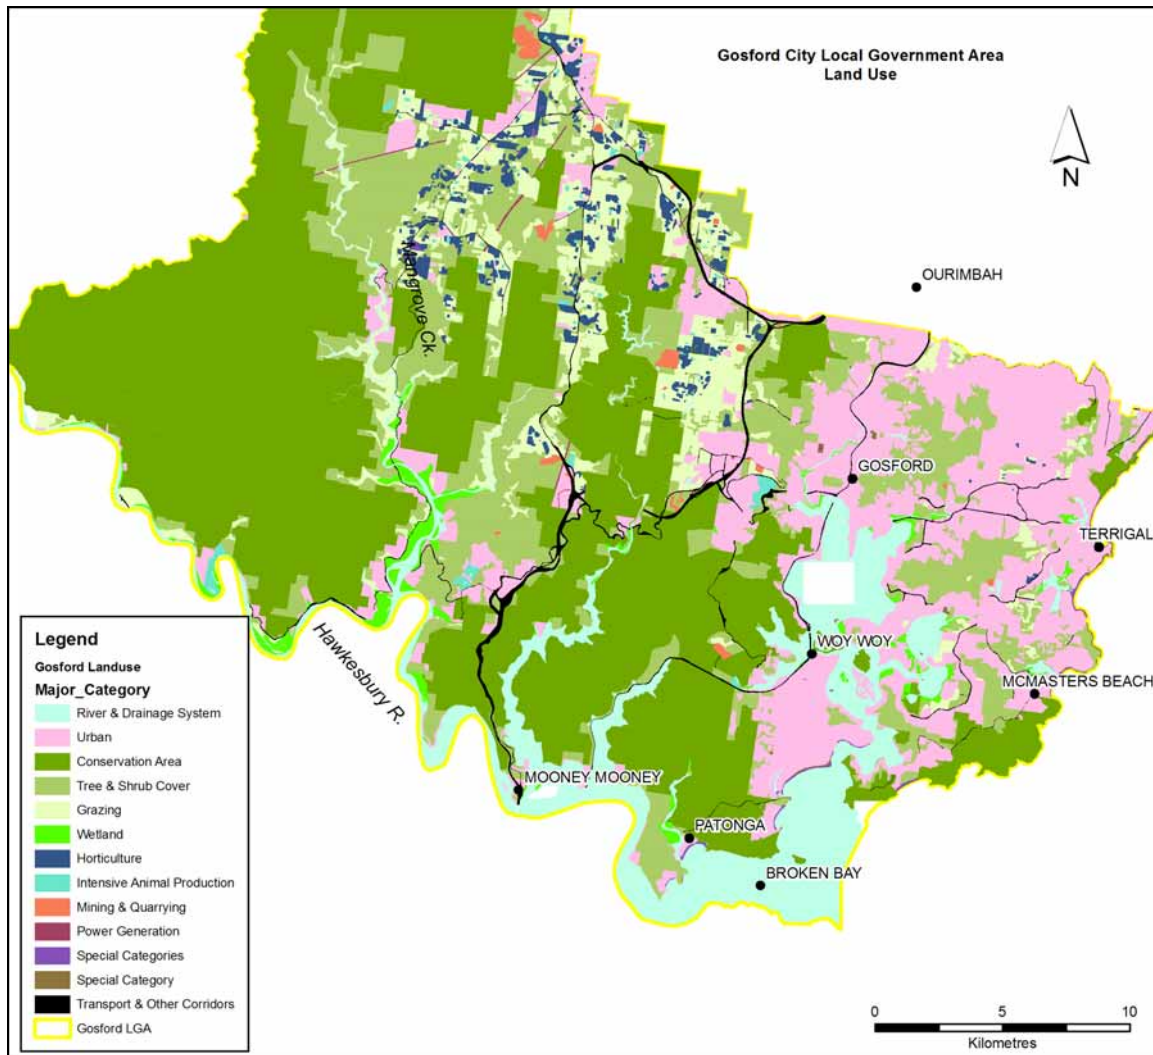 Gosford City Local Government Area
Land Use
N
Mangrove Ck.
OURIMBAH
GOSFORD
TERRIGAL
WOY WOY
MCMASTERS BEACH
Hawkesbury R.
MOONEY MOONEY
PATONGA
BROKEN BAY
Legend
Gosford Landuse
Major_Category
River & Drainage System
Urban
Conservation Area
Tree & Shrub Cover
Grazing
Wetland
Horticulture
Intensive Animal Production
Mining & Quarrying
Power Generation
Special Categories
Special Category
Transport & Other Corridors
Gosford LGA
0 5 10
Kilometres